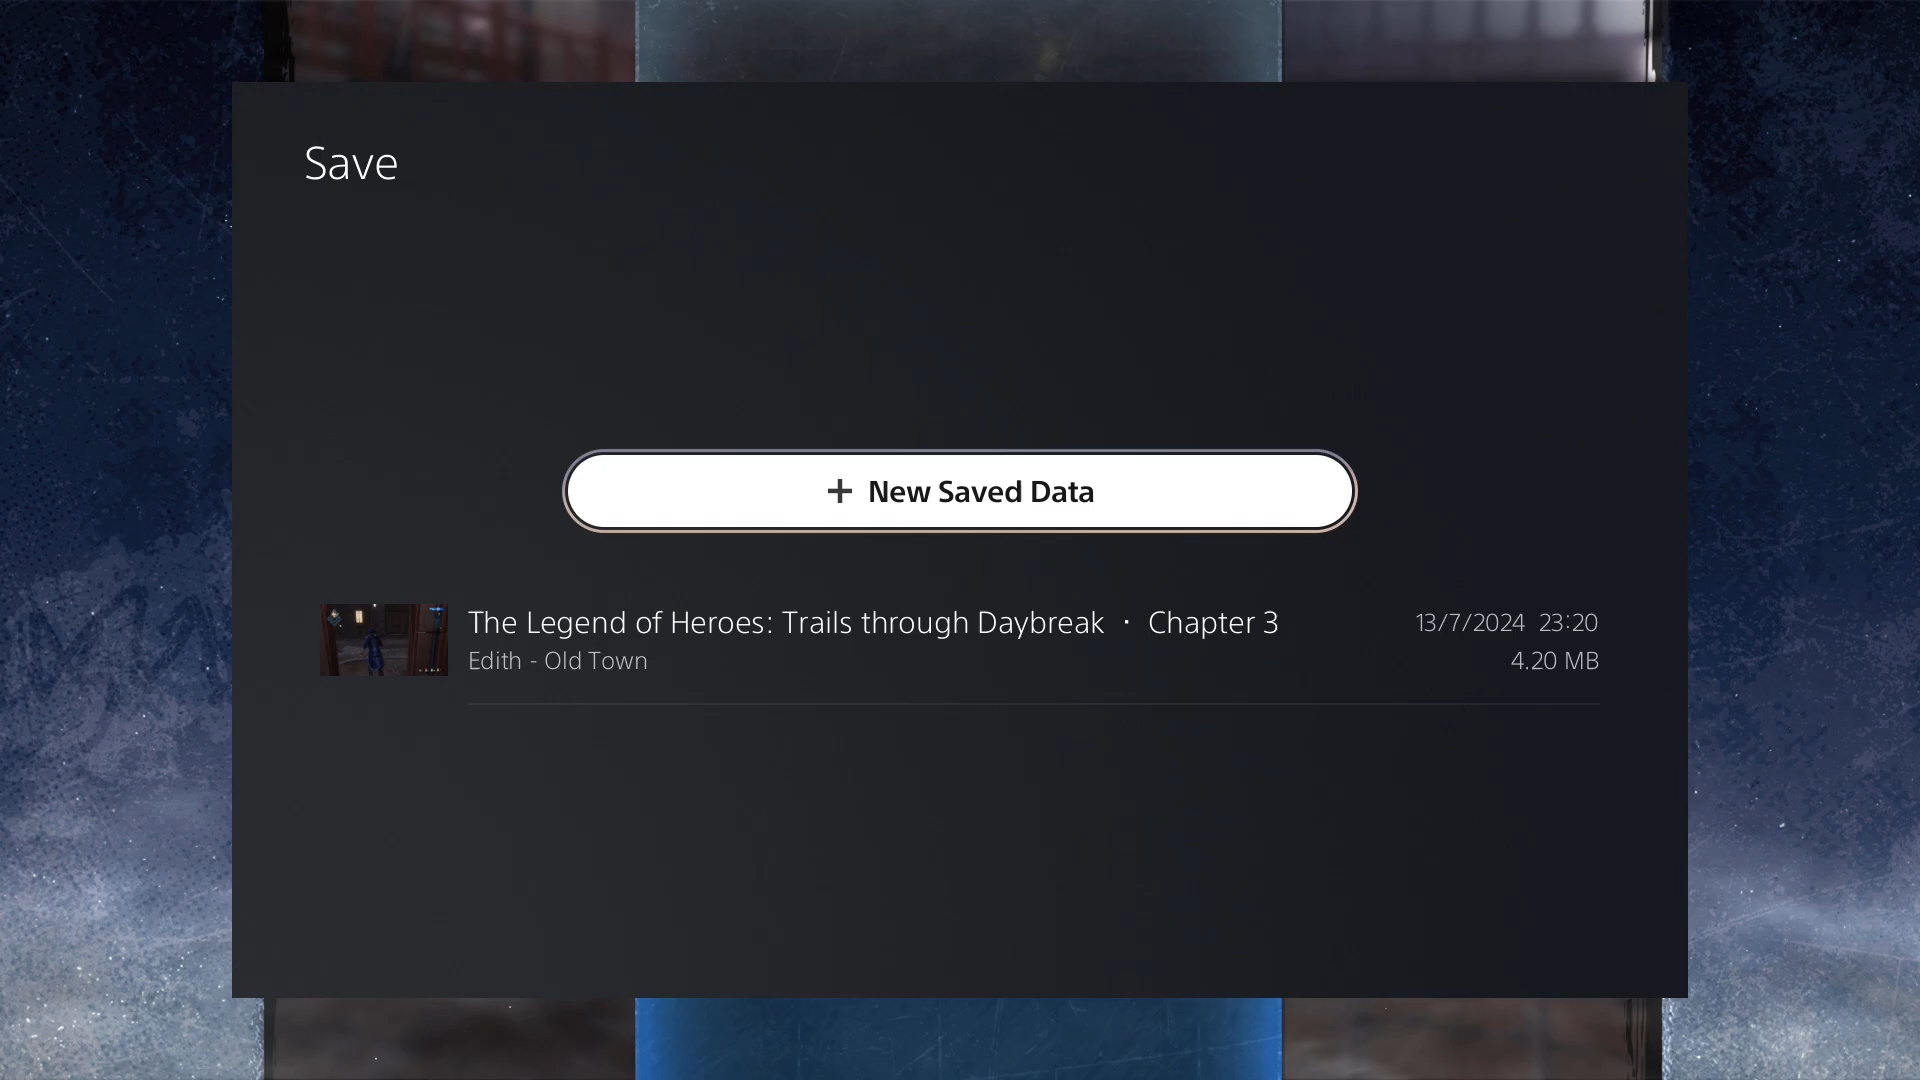 Save
+ New Saved Data
The Legend of Heroes: Trails through Daybreak · Chapter 3
13/7/2024 23:20
Edith - Old Town
4.20 MB